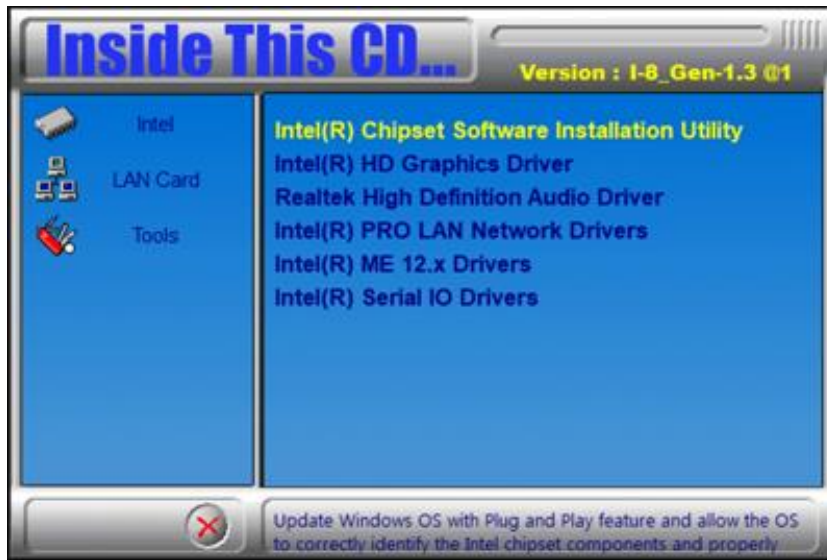 Inside This CD...
Version : I-8_Gen-1.3 @1
Intel
LAN Card
Tools
Intel(R) Chipset Software Installation Utility
Intel(R) HD Graphics Driver
Realtek High Definition Audio Driver
Intel(R) PRO LAN Network Drivers
Intel(R) ME 12.x Drivers
Intel(R) Serial IO Drivers
Update Windows OS with Plug and Play feature and allow the OS
to correctly identify the Intel chipset components and properly